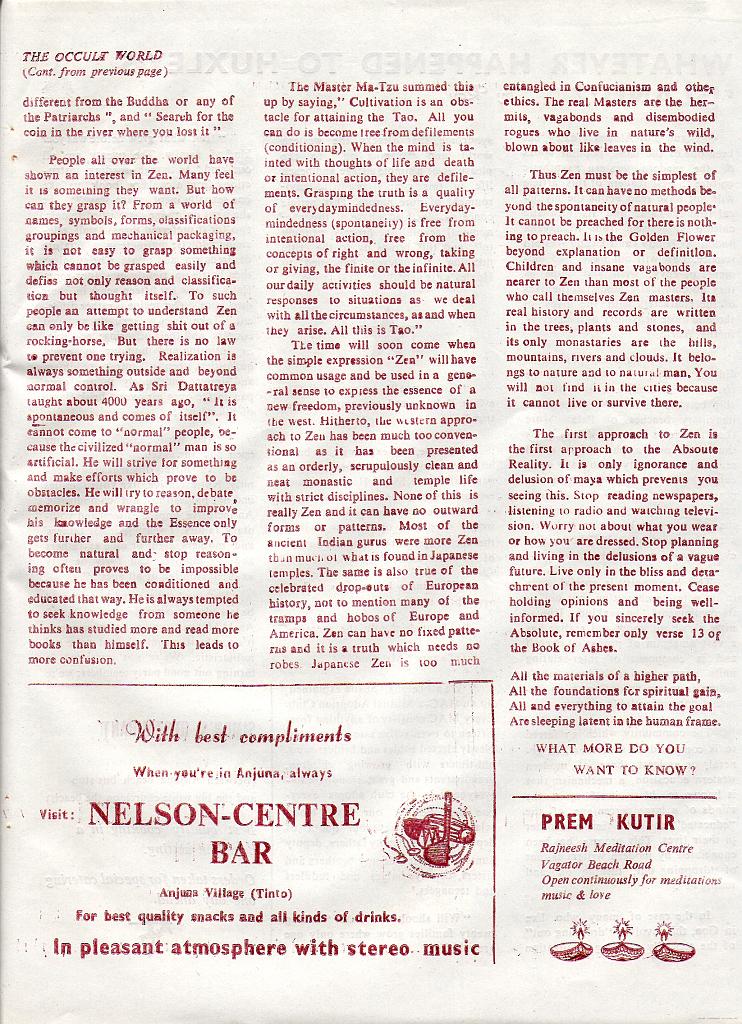 THE OCCULT WORLD
(Cont. from previous page)
different from the Buddha or any of
the Patriarchs ", and " Search for the
coin in the river where you lost it "
People all over the world have
shown an interest in Zen. Many feel
it is something they want. But how
can they grasp it? From a world of
names, symbols, forms, classifications
groupings and mechanical packaging,
it is not easy to grasp something
which cannot be grasped easily and
defies not only reason and classifica-
tion but thought itself. To such
people an attempt to understand Zen
can only be like getting shit out of a
rocking-horse. But there is no law
to prevent one trying. Realization is
always something outside and beyond
normal control. As Sri Dattatreya
taught about 4000 years ago, " It is
spontaneous and comes of itself". It
cannot come to "normal" people, be-
cause the civilized "normal" man is so
artificial. He will strive for something
and make efforts which prove to be
obstacles. He will try to reason, debate,
memorize and wrangle to improve
his knowledge and the Essence only
gets further and further away. To
become natural and stop reason-
ing often proves to be impossible
because he has been conditioned and
educated that way. He is always tempted
to seek knowledge from someone he
thinks has studied more and read more
books than himself. This leads to
more confusion.
The Master Ma-Tzu summed this
up by saying," Cultivation is an obs-
tacle for attaining the Tao. All you
can do is become free from defilements
(conditioning). When the mind is ta-
inted with thoughts of life and death
or intentional action, they are defile-
ments. Grasping the truth is a quality
of everydaymindedness. Everyday-
mindedness (spontaneity) is free from
intentional action, free from the
concepts of right and wrong, taking
or giving, the finite or the infinite. All
our daily activities should be natural
responses to situations as we deal
with all the circumstances, as and when
they arise. All this is Tao."
The time will soon come when
the simple expression "Zen" will have
common usage and be used in a gene-
-ral sense to express the essence of a
new freedom, previously unknown in
the west. Hitherto, the western appro-
ach to Zen has been much too conven-
tional as it has been presented
as an orderly, scrupulously clean and
neat monastic and temple life
with strict disciplines. None of this is
really Zen and it can have no outward
forms or patterns. Most of the
ancient Indian gurus were more Zen
than much of what is found in Japanese
temples. The same is also true of the
celebrated drop-outs of European
history, not to mention many of the
tramps and hobos of Europe and
America. Zen can have no fixed patte-
rns and it is a truth which needs no
robes. Japanese Zen is too much
entangled in Confucianism and other
ethics. The real Masters are the her-
mits, vagabonds and disembodied
rogues who live in nature's wild,
blown about like leaves in the wind.
Thus Zen must be the simplest of
all patterns. It can have no methods be-
yond the spontaneity of natural people.
It cannot be preached for there is noth-
ing to preach. It is the Golden Flower
beyond explanation or definition.
Children and insane vagabonds are
nearer to Zen than most of the people
who call themselves Zen masters. Its
real history and records are written
in the trees, plants and stones, and
its only monastaries are the hills,
mountains, rivers and clouds. It belo-
ngs to nature and to natural man. You
will not find it in the cities because
it cannot live or survive there.
The first approach to Zen is
the first approach to the Absoute
Reality. It is only ignorance and
delusion of maya which prevents you
seeing this. Stop reading newspapers,
listening to radio and watching televi-
sion. Worry not about what you wear
or how you are dressed. Stop planning
and living in the delusions of a vague
future. Live only in the bliss and deta-
chment of the present moment. Cease
holding opinions and being well-
informed. If you sincerely seek the
Absolute, remember only verse 13 of
the Book of Ashes.
All the materials of a higher path,
All the foundations for spiritual gain,
All and everything to attain the goal
Are sleeping latent in the human frame.
WHAT MORE DO YOU
WANT TO KNOW?
With best compliments
When you're in Anjuna, always
Visit: NELSON-CENTRE
BAR
Anjuna Village (Tinto)
For best quality snacks and all kinds of drinks.
In pleasant atmosphere with stereo music
PREM KUTIR
Rajneesh Meditation Centre
Vagator Beach Road
Open continuously for meditations
music & love